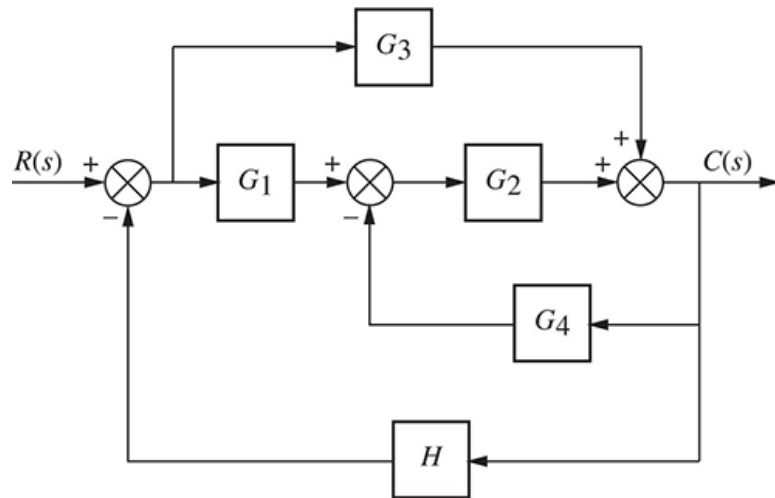 G3
R(s) + G1 + − G2 + + C(s)
−
G4
H